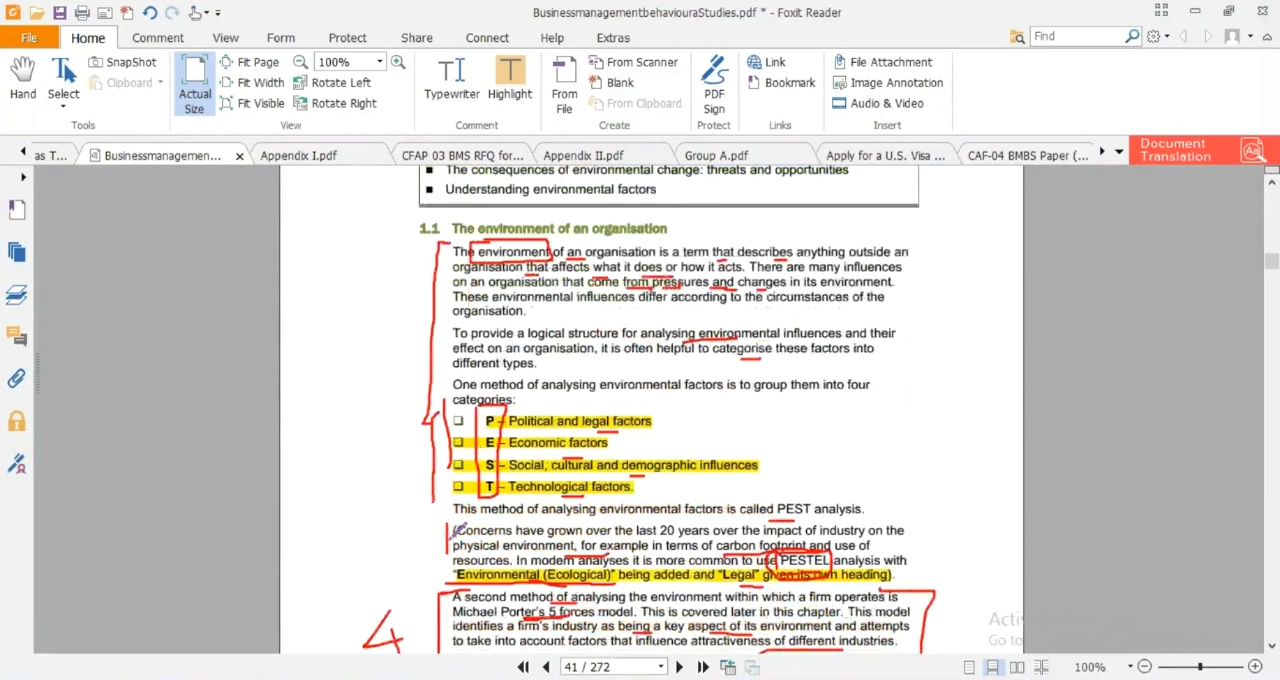 BusinessmanagementbehaviouraStudies.pdf * - Foxit Reader
File Home Comment View Form Protect Share Connect Help Extras Find
SnapShot Fit Page 100% From Scanner Link File Attachment
Clipboard Fit Width Rotate Left Blank Bookmark Image Annotation
Hand Select Actual Size Fit Visible Rotate Right Typewriter Highlight From File From Clipboard PDF Sign Audio & Video
Tools View Comment Create Protect Links Insert
as T... Businessmanagemen... Appendix I.pdf CFAP 03 BMS RFQ for... Appendix II.pdf Group A.pdf Apply for a U.S. Visa ... CAF-04 BMBS Paper (... Document Translation
■ The consequences of environmental change: threats and opportunities
■ Understanding environmental factors
1.1 The environment of an organisation
The environment of an organisation is a term that describes anything outside an
organisation that affects what it does or how it acts. There are many influences
on an organisation that come from pressures and changes in its environment.
These environmental influences differ according to the circumstances of the
organisation.
To provide a logical structure for analysing environmental influences and their
effect on an organisation, it is often helpful to categorise these factors into
different types.
One method of analysing environmental factors is to group them into four
categories:
❑ P – Political and legal factors
❑ E – Economic factors
❑ S – Social, cultural and demographic influences
❑ T – Technological factors.
This method of analysing environmental factors is called PEST analysis.
(Concerns have grown over the last 20 years over the impact of industry on the
physical environment, for example in terms of carbon footprint and use of
resources. In modern analyses it is more common to use PESTEL analysis with
“Environmental (Ecological)” being added and “Legal” given its own heading).
A second method of analysing the environment within which a firm operates is
Michael Porter’s 5 forces model. This is covered later in this chapter. This model
identifies a firm’s industry as being a key aspect of its environment and attempts
to take into account factors that influence attractiveness of different industries.
4
Go to
41 / 272 100%